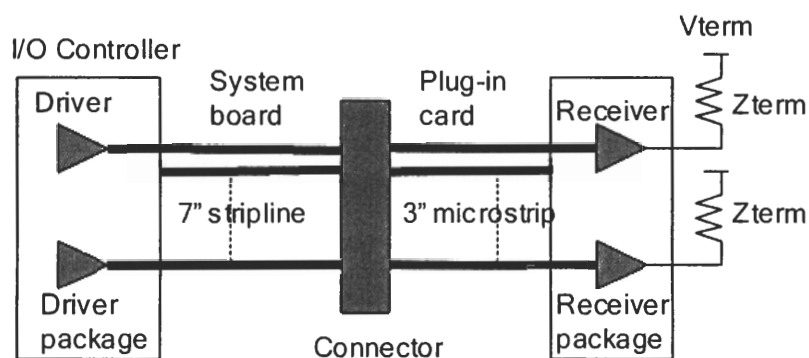 Vterm
I/O Controller
Driver
System
board
Plug-in
card
Receiver
Zterm
7” stripline
3” microstrip
Zterm
Driver
package
Connector
Receiver
package